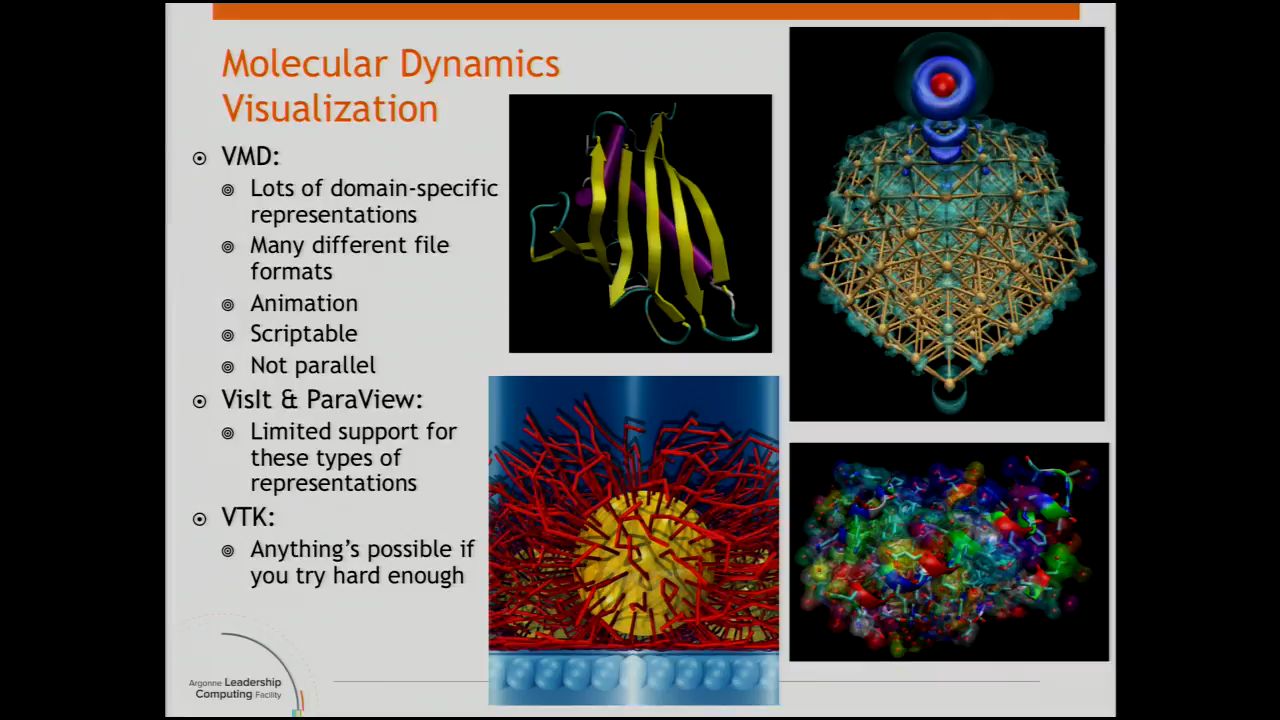 Molecular Dynamics
Visualization
VMD:
Lots of domain-specific
representations
Many different file
formats
Animation
Scriptable
Not parallel
VisIt & ParaView:
Limited support for
these types of
representations
VTK:
Anything's possible if
you try hard enough
Argonne Leadership
Computing Facility